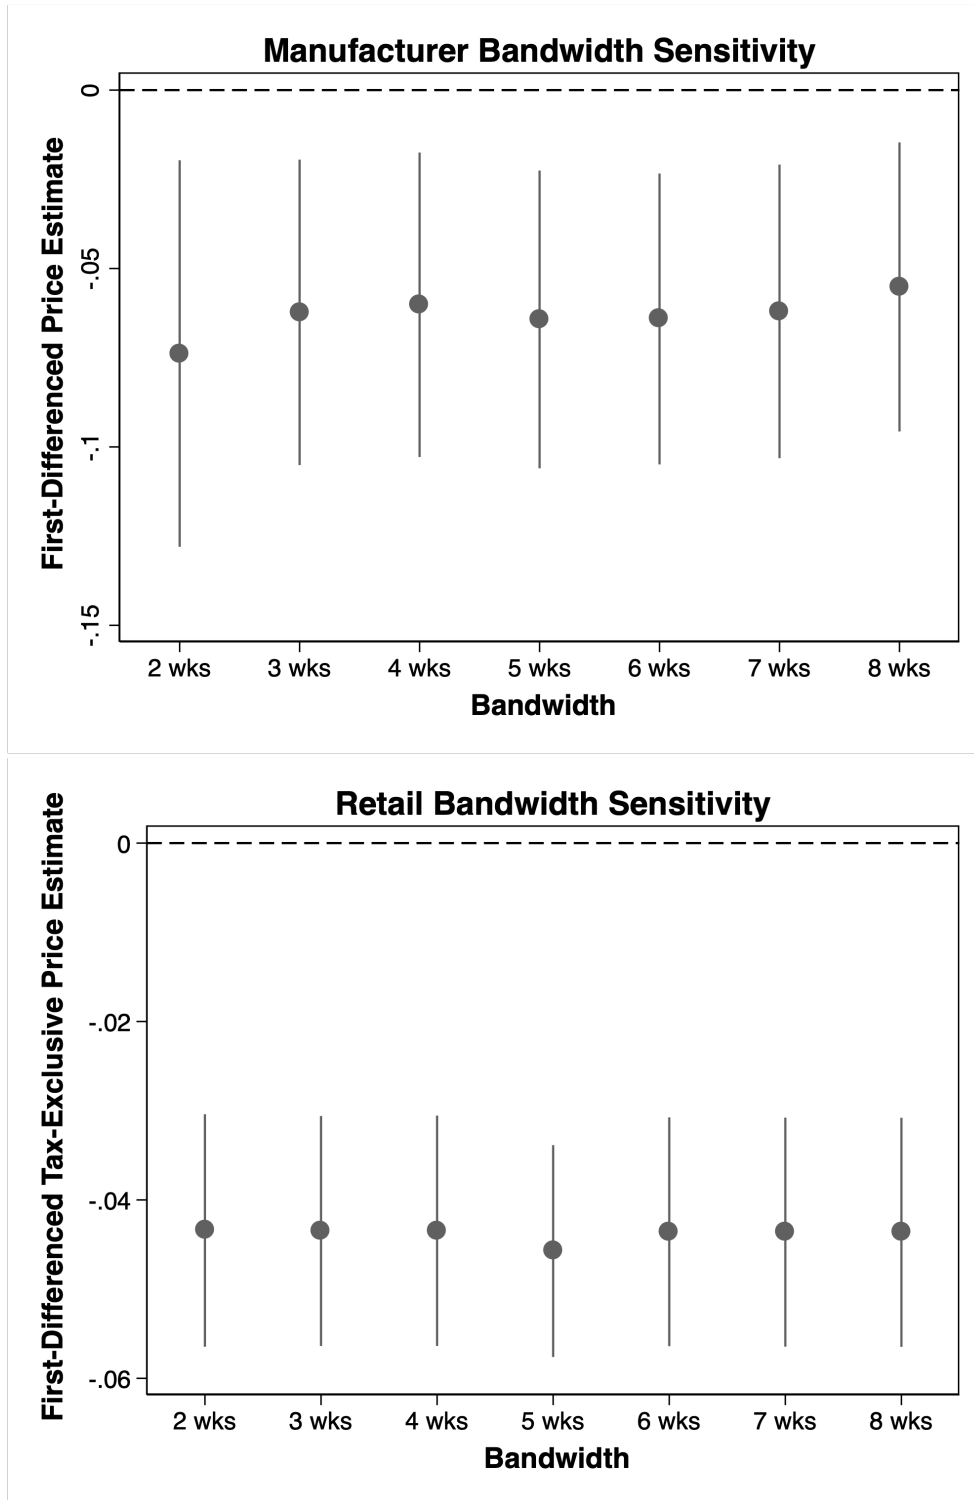 Manufacturer Bandwidth Sensitivity
First-Differenced Price Estimate
0
-.05
-.1
-.15
2 wks 3 wks 4 wks 5 wks 6 wks 7 wks 8 wks
Bandwidth
Retail Bandwidth Sensitivity
First-Differenced Tax-Exclusive Price Estimate
0
-.02
-.04
-.06
2 wks 3 wks 4 wks 5 wks 6 wks 7 wks 8 wks
Bandwidth